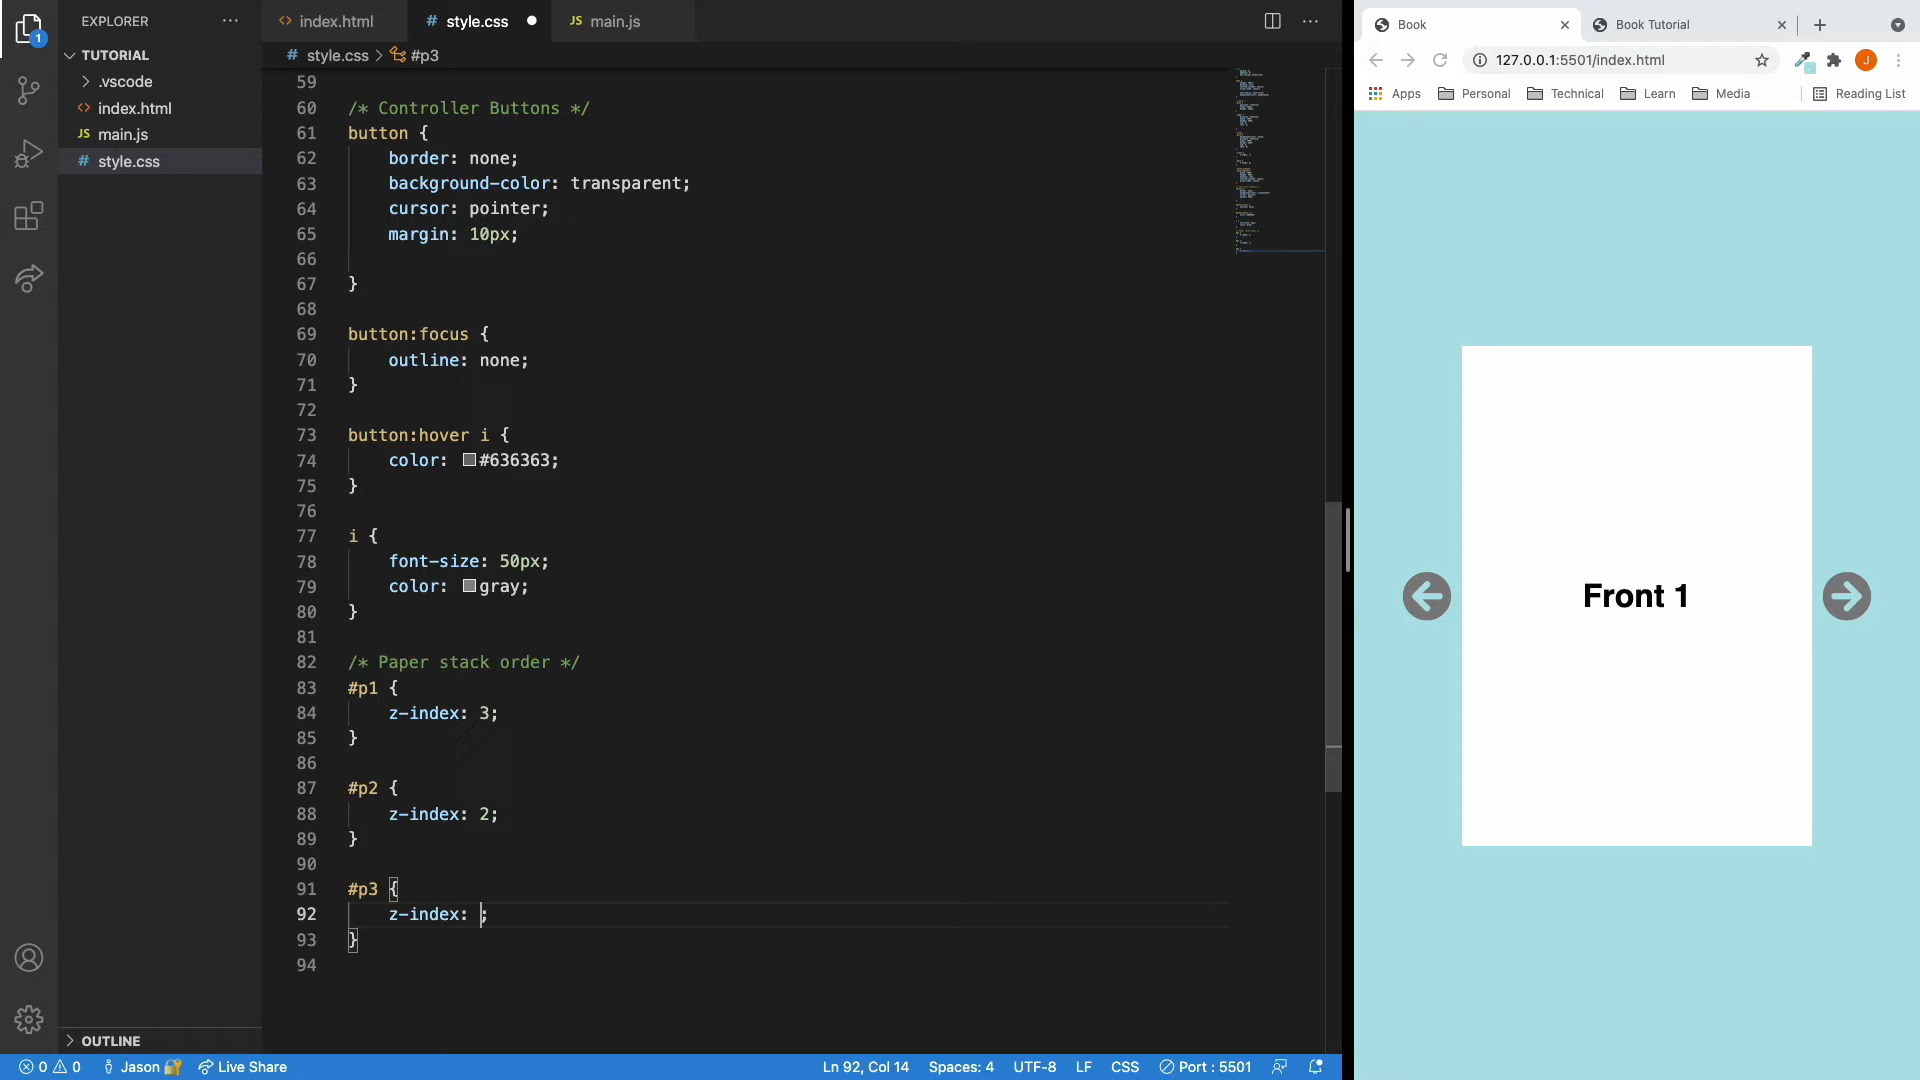 1
EXPLORER
TUTORIAL
.vscode
index.html
JS main.js
# style.css
OUTLINE
index.html
# style.css
JS main.js
# style.css > #p3
59
60 /* Controller Buttons */
61 button {
62 border: none;
63 background-color: transparent;
64 cursor: pointer;
65 margin: 10px;
66
67 }
68
69 button:focus {
70 outline: none;
71 }
72
73 button:hover i {
74 color: #636363;
75 }
76
77 i {
78 font-size: 50px;
79 color: gray;
80 }
81
82 /* Paper stack order */
83 #p1 {
84 z-index: 3;
85 }
86
87 #p2 {
88 z-index: 2;
89 }
90
91 #p3 {
92 z-index: ;
93 }
94
0 0 Jason Live Share Ln 92, Col 14 Spaces: 4 UTF-8 LF CSS Port : 5501
Book
Book Tutorial
127.0.0.1:5501/index.html
J
Apps Personal Technical Learn Media Reading List
Front 1